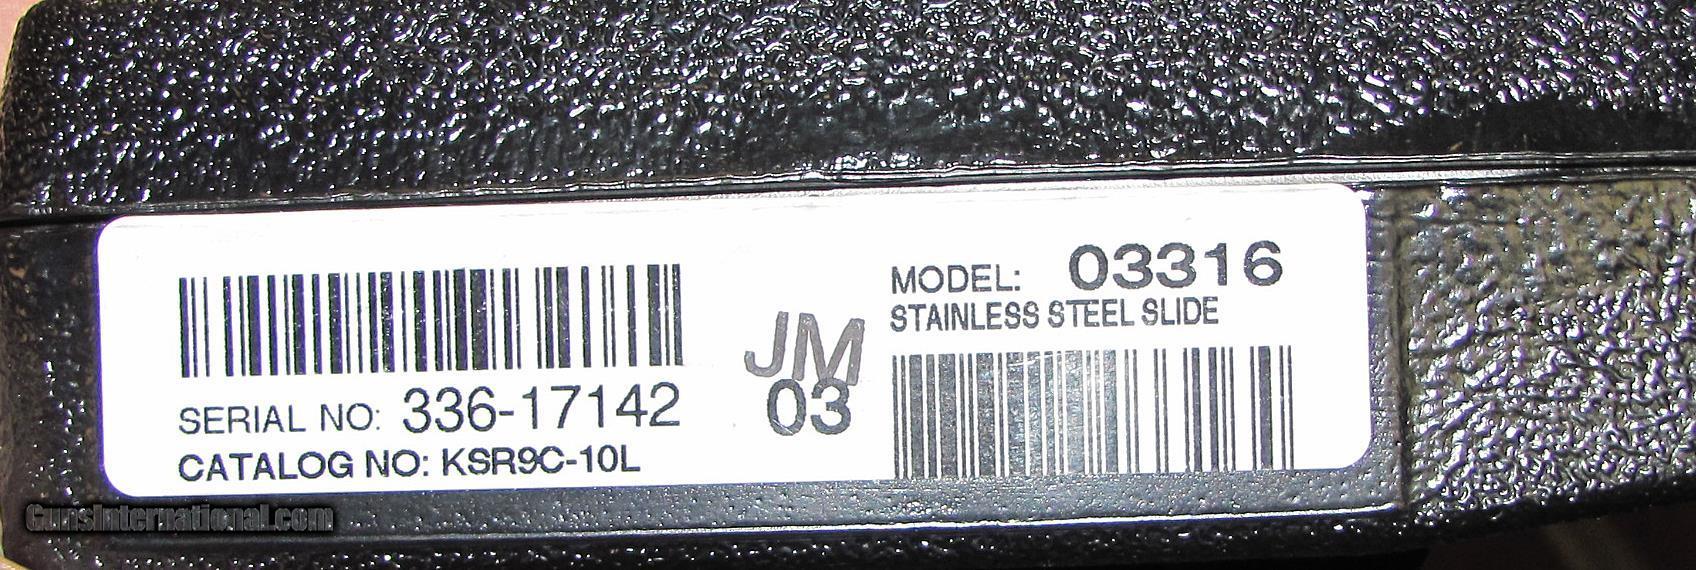 MODEL: 03316
STAINLESS STEEL SLIDE
JM
03
SERIAL NO: 336-17142
CATALOG NO: KSR9C-10L
GunsInternational.com